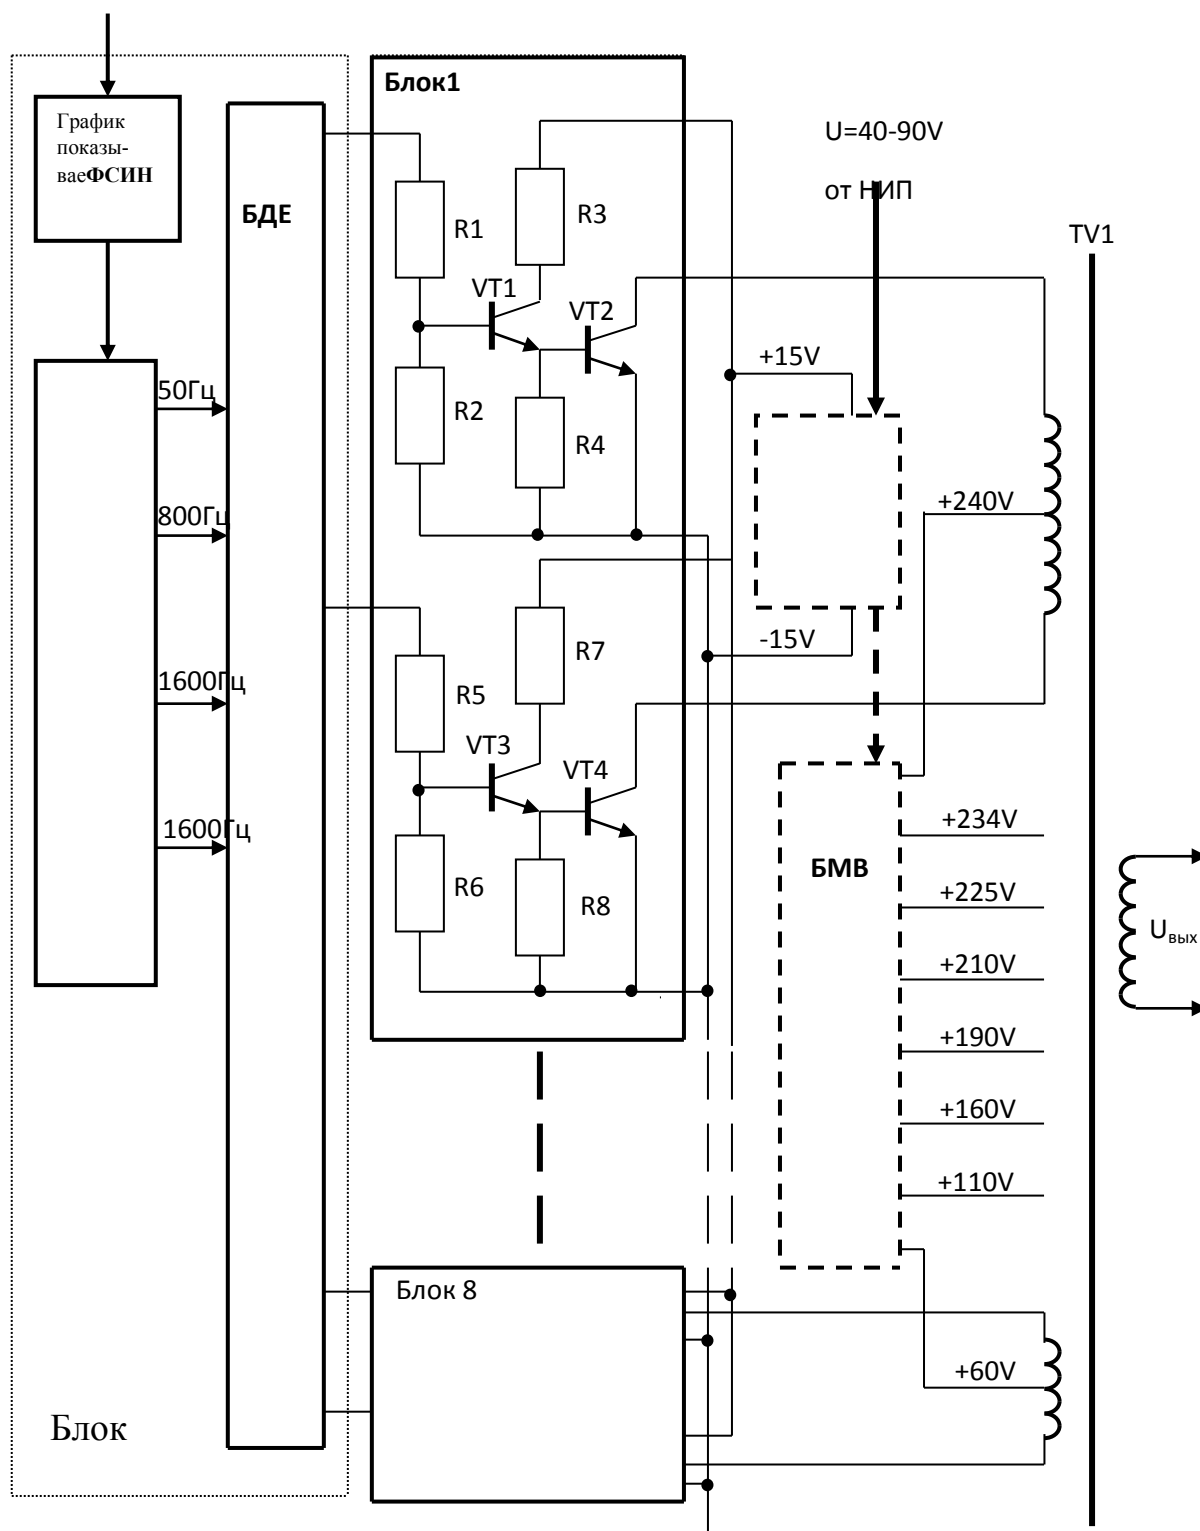 График
показы-
ваеФСИН
БДЕ
50Гц
800Гц
1600Гц
1600Гц
Блок
Блок1
R1
R3
VT1
VT2
R2
R4
R7
R5
VT3
VT4
R6
R8
U=40-90V
от НИП
TV1
+15V
+240V
-15V
БМВ
+234V
+225V
+210V
+190V
+160V
+110V
Uвых
Блок 8
+60V